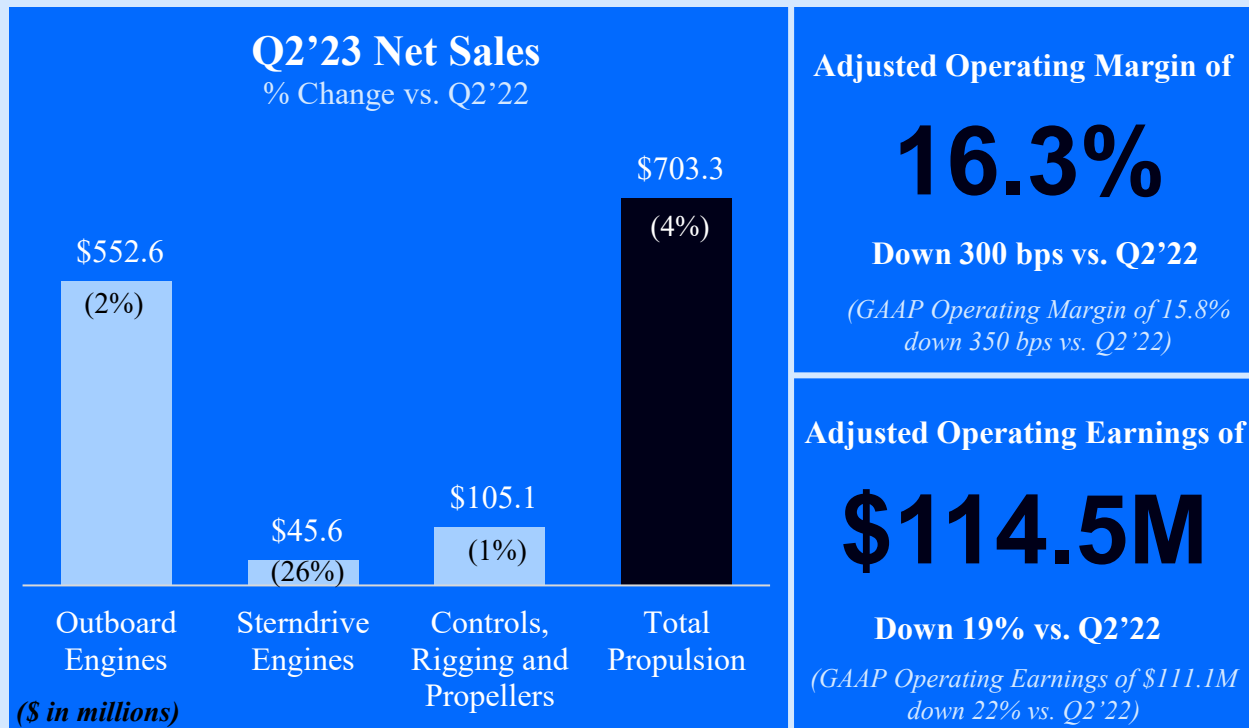 Q2’23 Net Sales
% Change vs. Q2’22
$703.3
(4%)
$552.6
(2%)
$105.1
(1%)
$45.6
(26%)
Outboard
Engines
Sterndrive
Engines
Controls,
Rigging and
Propellers
Total
Propulsion
($ in millions)
Adjusted Operating Margin of
16.3%
Down 300 bps vs. Q2’22
(GAAP Operating Margin of 15.8%
down 350 bps vs. Q2’22)
Adjusted Operating Earnings of
$114.5M
Down 19% vs. Q2’22
(GAAP Operating Earnings of $111.1M
down 22% vs. Q2’22)